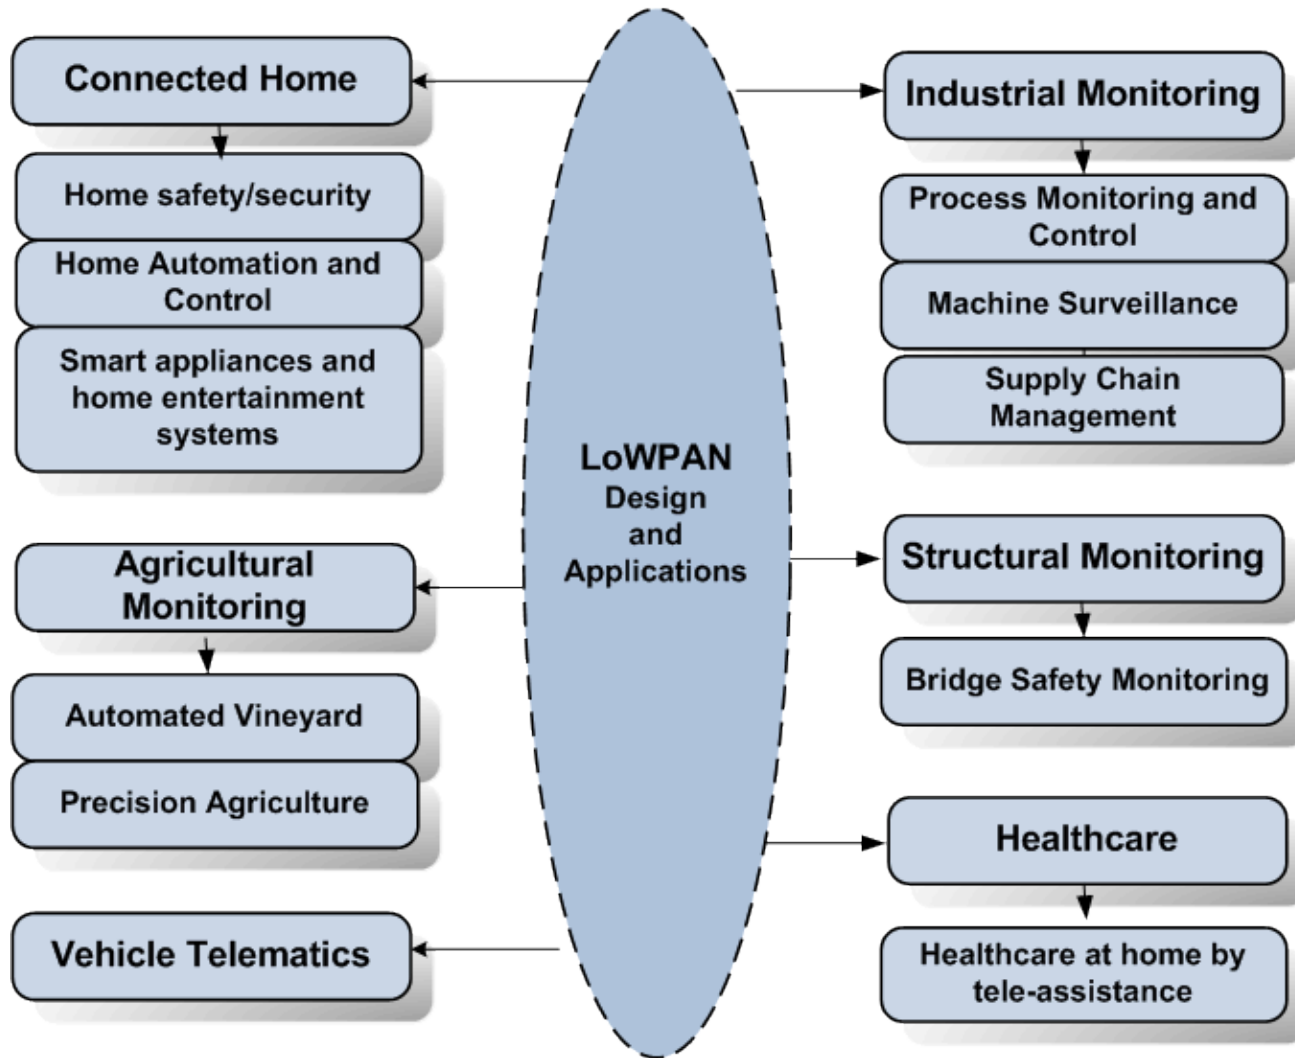 Connected Home
Home safety/security
Home Automation and
Control
Smart appliances and
home entertainment
systems
Agricultural
Monitoring
Automated Vineyard
Precision Agriculture
Vehicle Telematics
LoWPAN
Design
and
Applications
Industrial Monitoring
Process Monitoring and
Control
Machine Surveillance
Supply Chain
Management
Structural Monitoring
Bridge Safety Monitoring
Healthcare
Healthcare at home by
tele-assistance